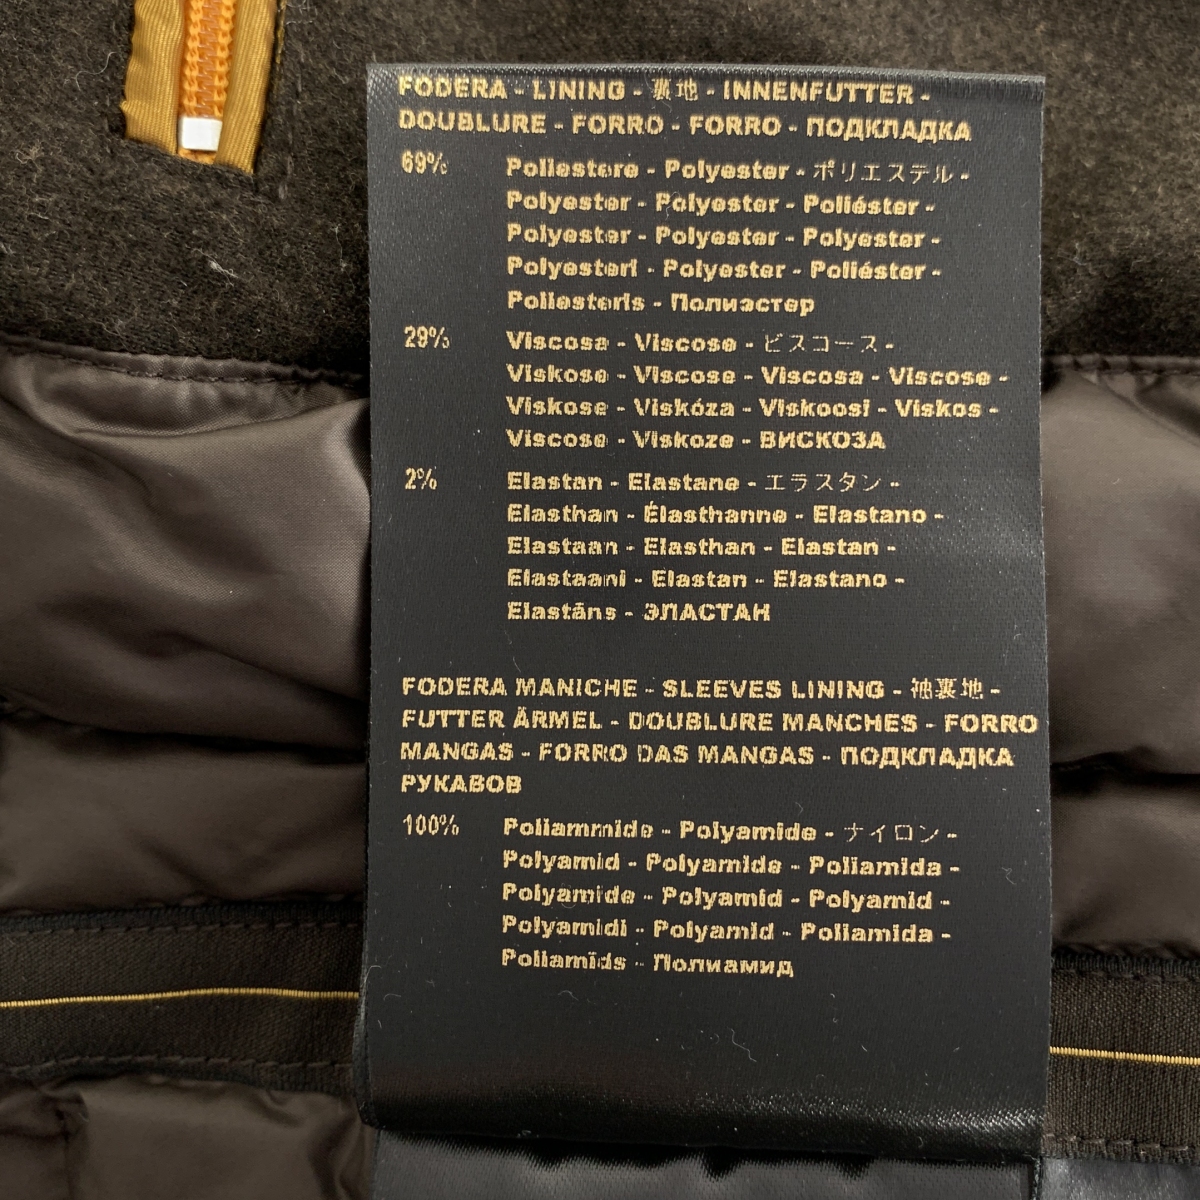 FODERA - LINING - 裏地 - INNENFUTTER -
DOUBLURE - FORRO - FORRO - ПОДКЛАДКА
69% Poliestere - Polyester - ポリエステル -
Polyester - Polyester - Poliéster -
Polyester - Polyester - Polyester -
Polyesteri - Polyester - Poliéster -
Poliesteris - Полиэстер
29% Viscosa - Viscose - ビスコース -
Viskose - Viscose - Viscosa - Viscose -
Viskose - Viskóza - Viskoosi - Viskos -
Viscose - Viskoze - ВИСКОЗА
2% Elastan - Elastane - エラスタン -
Elasthan - Élasthanne - Elastano -
Elastaan - Elasthan - Elastan -
Elastaani - Elastan - Elastano -
Elastāns - ЭЛАСТАН
FODERA MANICHE - SLEEVES LINING - 袖裏地 -
FUTTER ÄRMEL - DOUBLURE MANCHES - FORRO
MANGAS - FORRO DAS MANGAS - ПОДКЛАДКА
РУКАВОВ
100% Poliammide - Polyamide - ナイロン -
Polyamid - Polyamide - Poliamida -
Polyamide - Polyamid - Polyamid -
Polyamidi - Polyamid - Poliamida -
Poliamīds - Полиамид